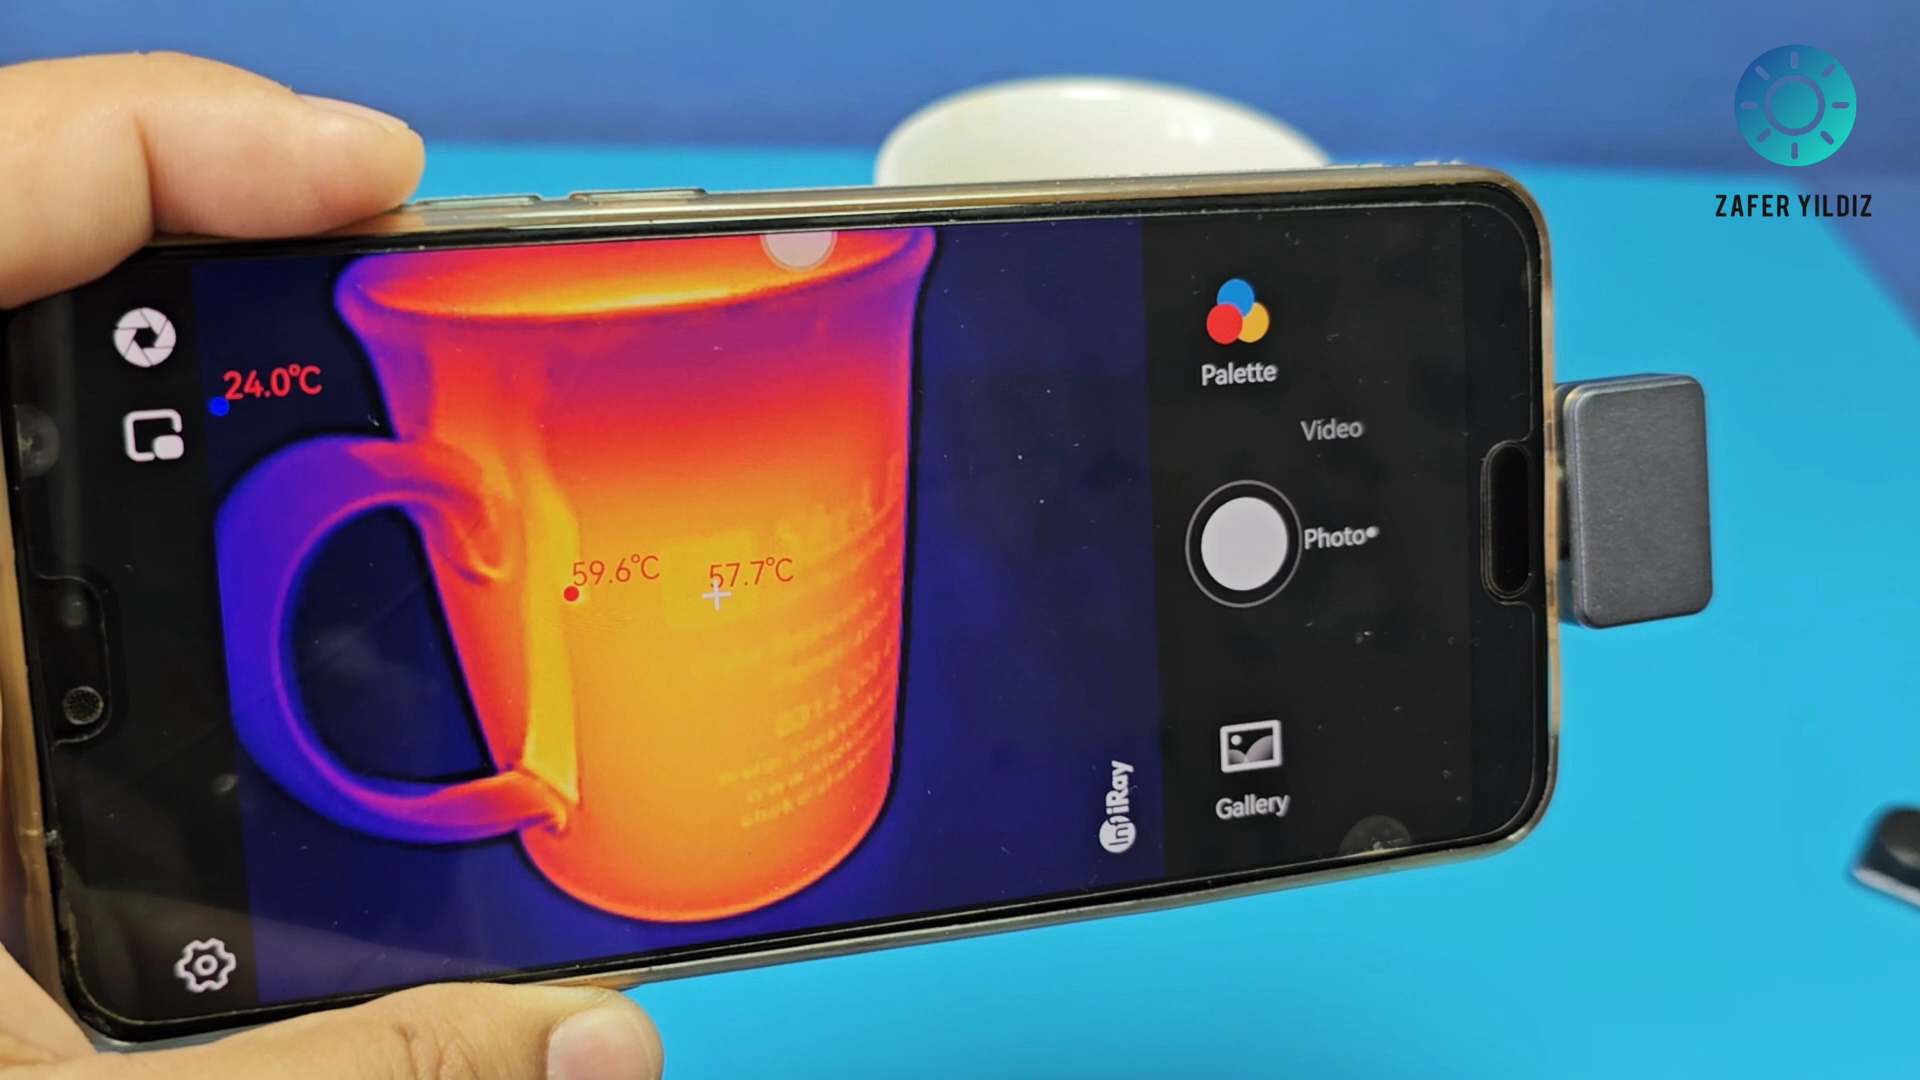 ZAFER YILDIZ
24.0°C
Palette
Video
59.6°C
57.7°C
Photo
InfiRay
Gallery